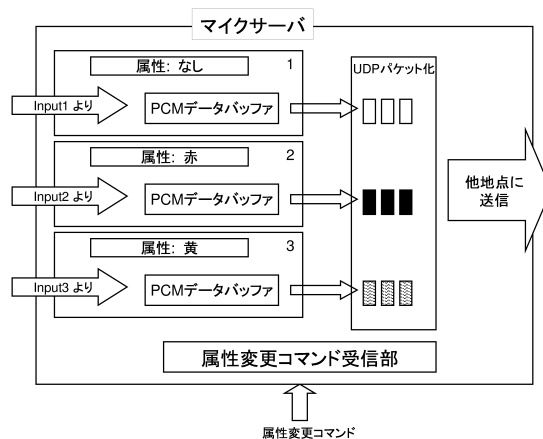 マイクサーバ
属性: なし
1
UDPパケット化
Input1 より
PCMデータバッファ
属性: 赤
2
Input2 より
PCMデータバッファ
他地点に
送信
属性: 黄
3
Input3 より
PCMデータバッファ
属性変更コマンド受信部
属性変更コマンド